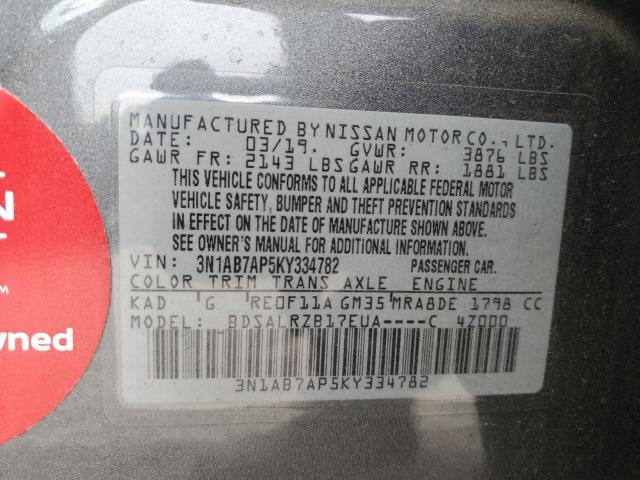 MANUFACTURED BY NISSAN MOTOR CO., LTD.
DATE: 03/19. GVWR: 3876 LBS
GAWR FR: 2143 LBS GAWR RR: 1881 LBS
THIS VEHICLE CONFORMS TO ALL APPLICABLE FEDERAL MOTOR
VEHICLE SAFETY, BUMPER AND THEFT PREVENTION STANDARDS
IN EFFECT ON THE DATE OF MANUFACTURE SHOWN ABOVE.
SEE OWNER'S MANUAL FOR ADDITIONAL INFORMATION.
VIN: 3N1AB7AP5KY334782 PASSENGER CAR.
COLOR TRIM TRANS AXLE ENGINE
KAD G RE0F11A GM35 MRA8DE 1798 CC
MODEL: BDSALRZB17EUA----C 4Z000
3N1AB7AP5KY334782
N
wned